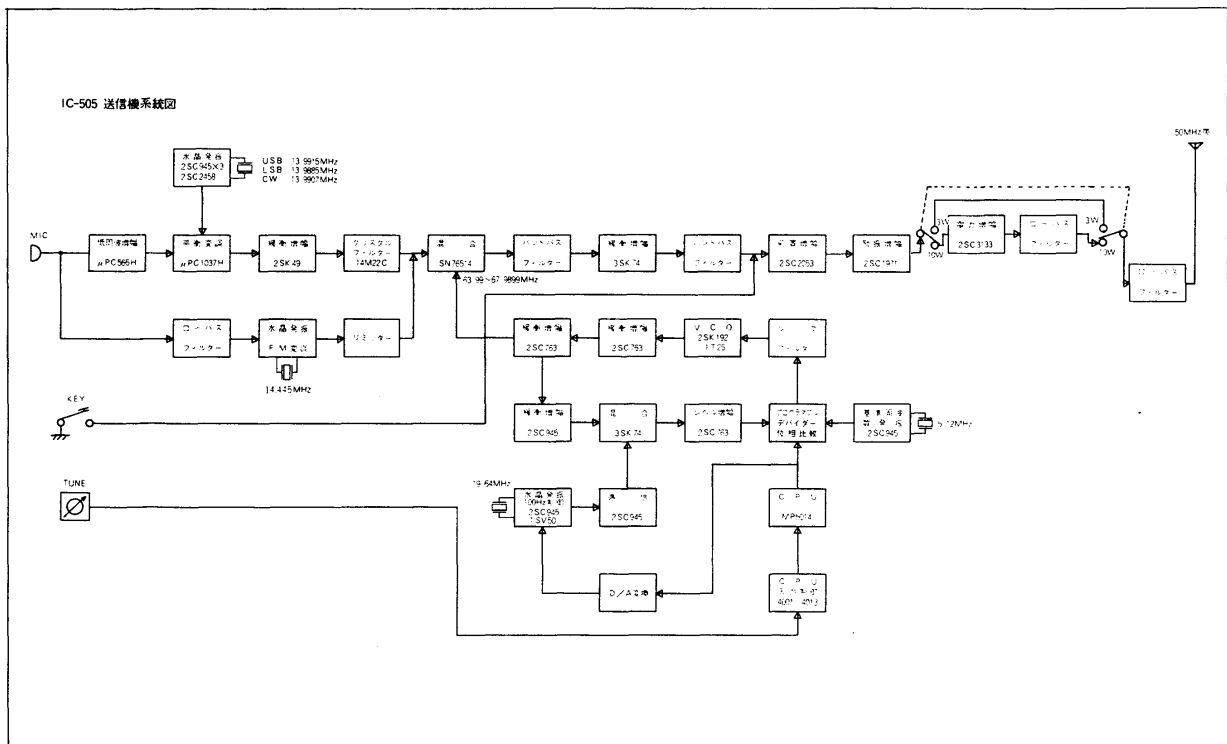 IC-505 送信機系統図
50MHz帯
水晶発振
2SC945×3
2SC2458
USB 13.9915MHz
LSB 13.9885MHz
CW 13.9907MHz
MIC
低周波増幅
μPC566H
平衡変調
μPC1037H
緩衝増幅
2SK49
クリスタル
フィルター
14M22C
混合
SN76514
バンドパス
フィルター
緩衝増幅
3SK74
バンドパス
フィルター
前置増幅
2SC2053
励振増幅
2SC1971
3W
10W
電力増幅
2SC3133
ローパス
フィルター
3W
10W
ローパス
フィルター
63.99~67.9899MHz
ローパス
フィルター
水晶発振
FM変調
リミッター
14.445MHz
緩衝増幅
2SC763
緩衝増幅
2SC763
VCO
2SK192
ループ
フィルター
KEY
緩衝増幅
2SC945
混合
3SK74
レベル増幅
2SC763
プログラマブル
デバイダー
位相比較
基準周波
数発振
2SC945
5.12MHz
TUNE
19.64MHz
水晶発振
100Hz制御
2SC945
1SV50
2SC945
CPU
D/A変換
CPU
入力制御